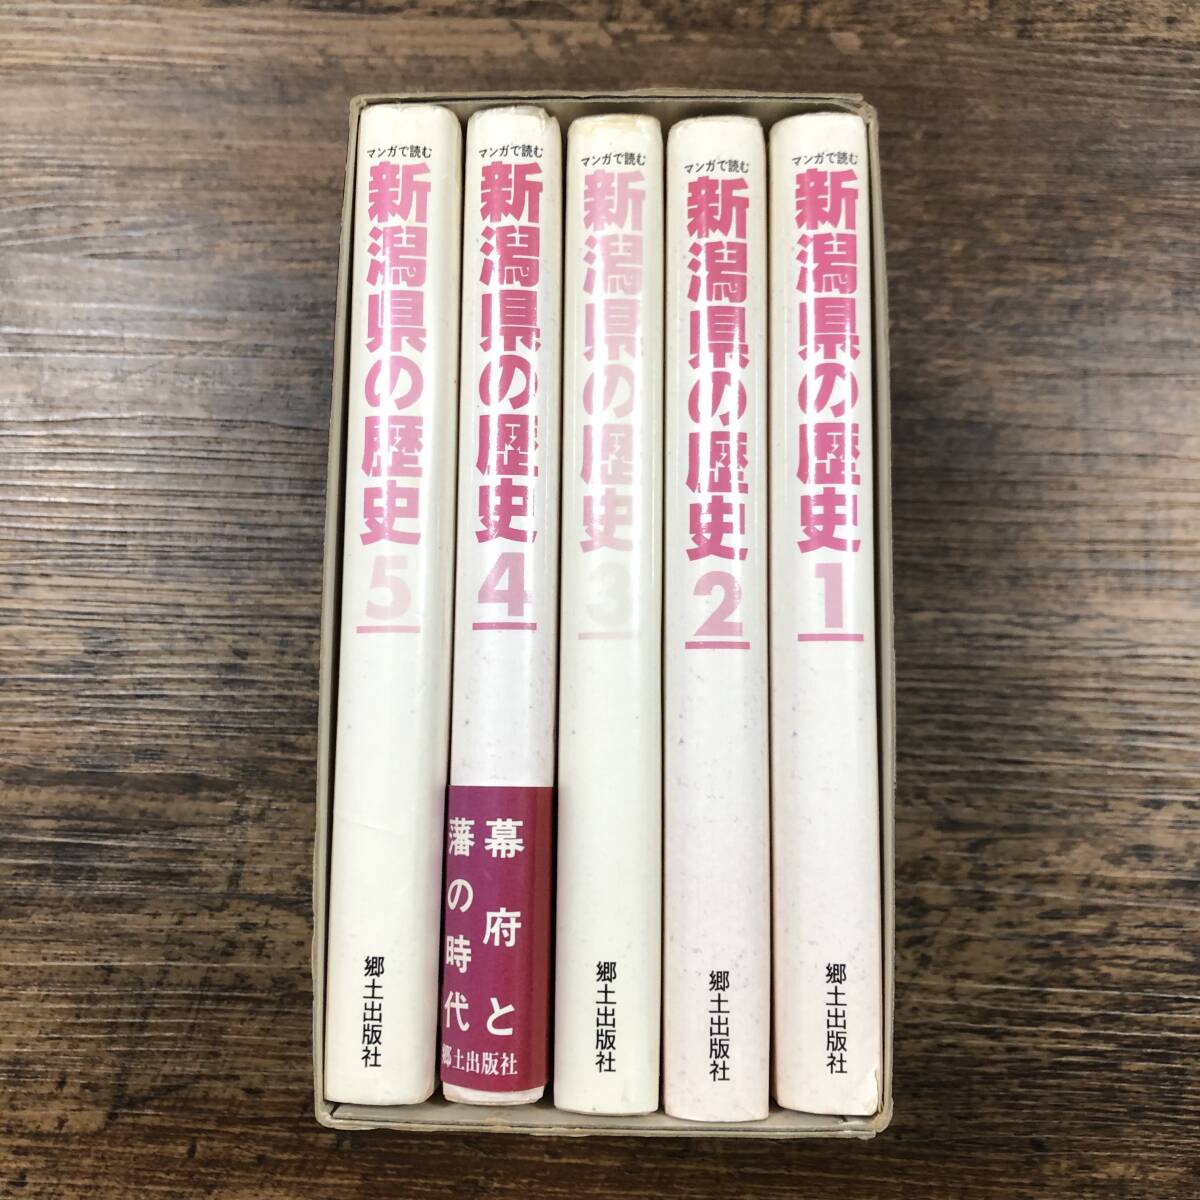 マンガで読む
新潟県の歴史
5
郷土出版社
マンガで読む
新潟県の歴史
4
幕府と
藩の時代
郷土出版社
マンガで読む
新潟県の歴史
3
郷土出版社
マンガで読む
新潟県の歴史
2
郷土出版社
マンガで読む
新潟県の歴史
1
郷土出版社